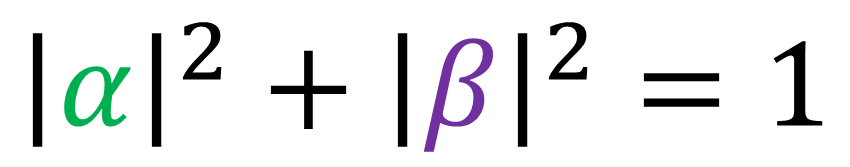 |α|² + |β|² = 1